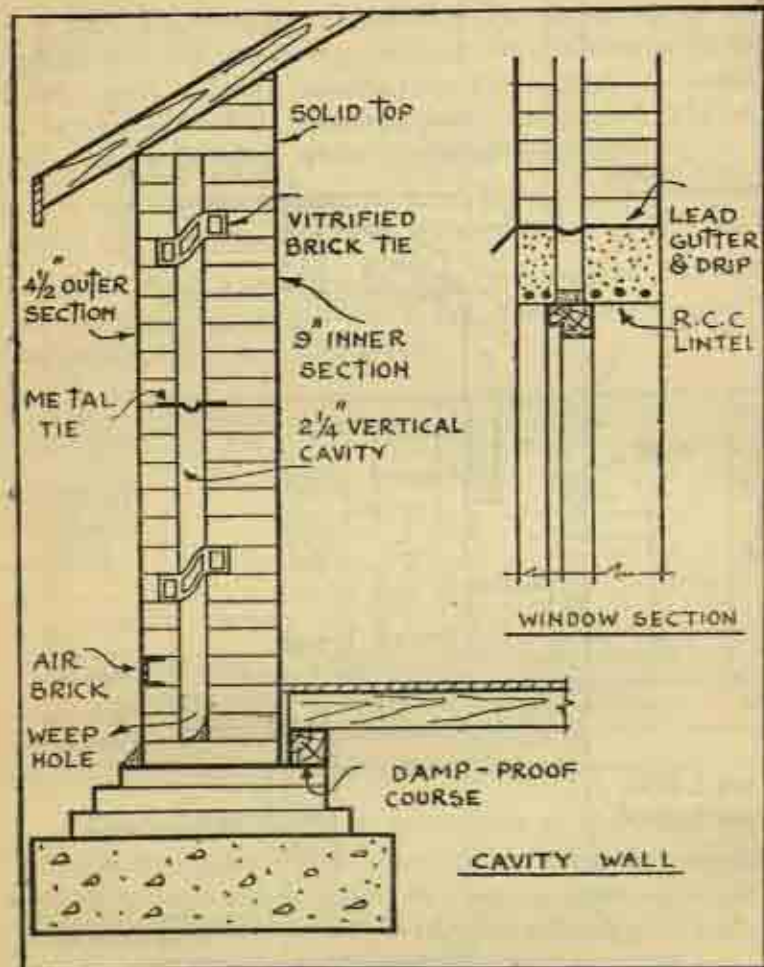 SOLID TOP
VITRIFIED
BRICK TIE
4½" OUTER
SECTION
9" INNER
SECTION
METAL
TIE
2¼" VERTICAL
CAVITY
AIR
BRICK
WEEP
HOLE
DAMP-PROOF
COURSE
CAVITY WALL
LEAD
GUTTER
& DRIP
R.C.C
LINTEL
WINDOW SECTION